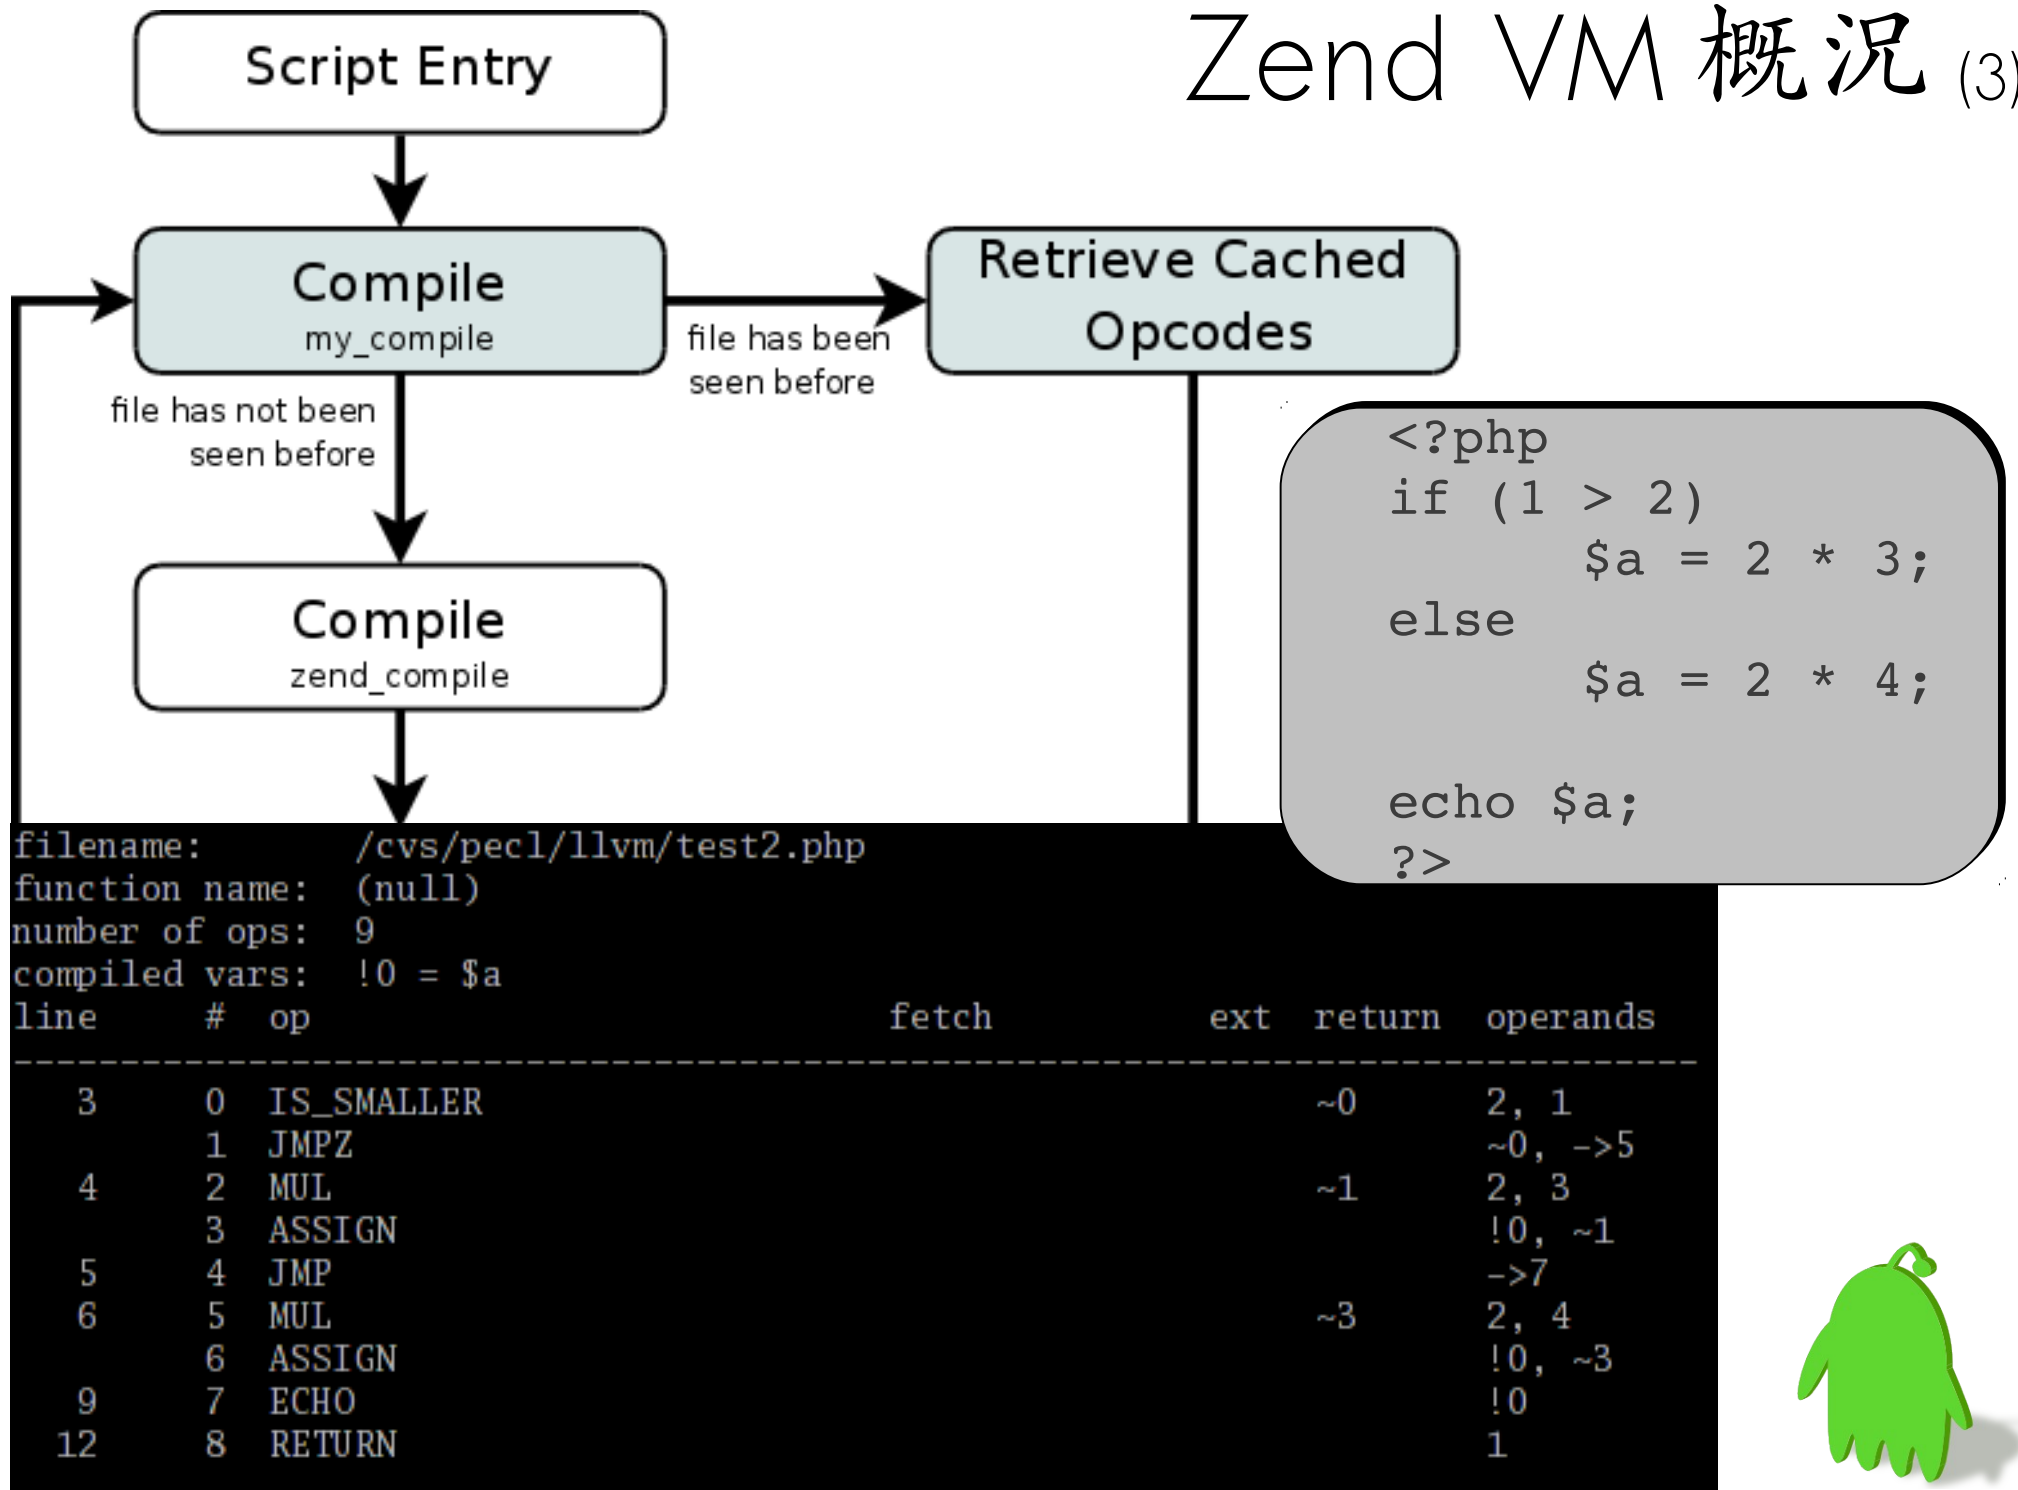 Zend VM 概況 (3)
Script Entry
Compile
my_compile
file has been
seen before
Retrieve Cached
Opcodes
file has not been
seen before
Compile
zend_compile
<?php
if (1 > 2)
$a = 2 * 3;
else
$a = 2 * 4;
echo $a;
?>
filename: /cvs/pecl/llvm/test2.php
function name: (null)
number of ops: 9
compiled vars: !0 = $a
line # op fetch ext return operands
--------------------------------------------------------------------------------
3 0 IS_SMALLER ~0 2, 1
1 JMPZ ~0, ->5
4 2 MUL ~1 2, 3
3 ASSIGN !0, ~1
5 4 JMP ->7
6 5 MUL ~3 2, 4
6 ASSIGN !0, ~3
9 7 ECHO !0
12 8 RETURN 1